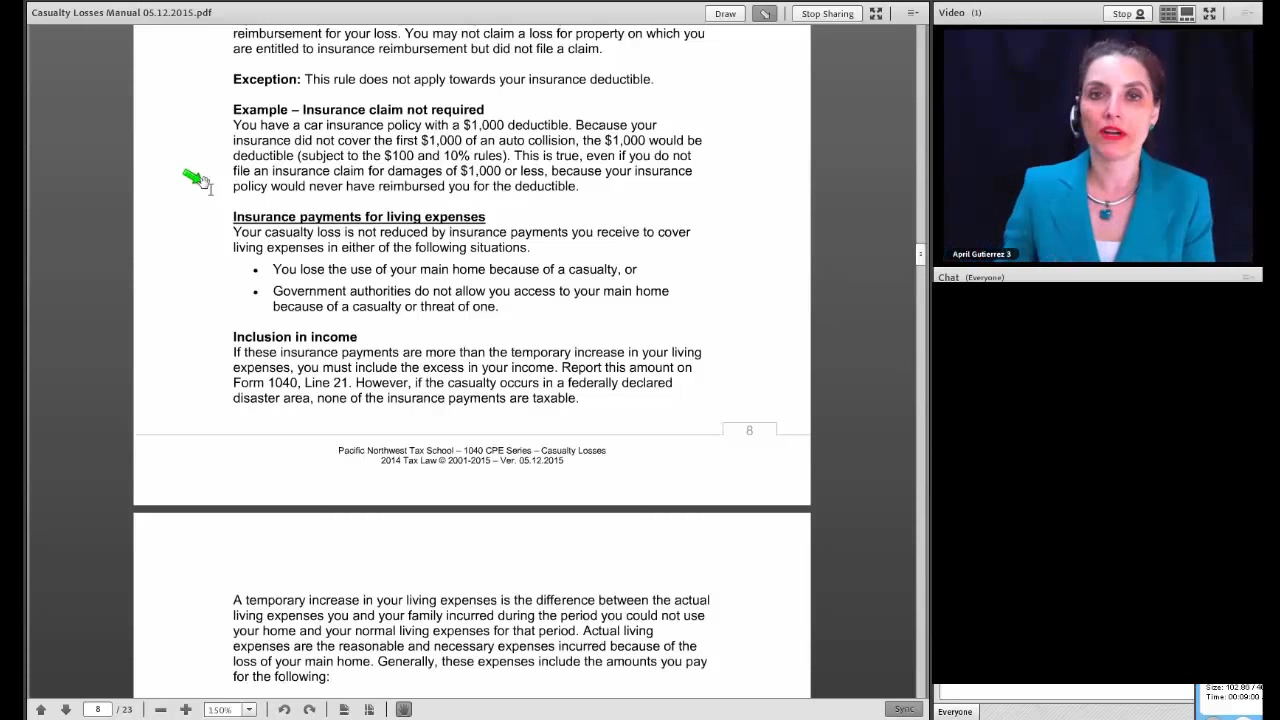 Casualty Losses Manual 05.12.2015.pdf
Draw
Stop Sharing
reimbursement for your loss. You may not claim a loss for property on which you
are entitled to insurance reimbursement but did not file a claim.
Exception: This rule does not apply towards your insurance deductible.
Example – Insurance claim not required
You have a car insurance policy with a $1,000 deductible. Because your
insurance did not cover the first $1,000 of an auto collision, the $1,000 would be
deductible (subject to the $100 and 10% rules). This is true, even if you do not
file an insurance claim for damages of $1,000 or less, because your insurance
policy would never have reimbursed you for the deductible.
Insurance payments for living expenses
Your casualty loss is not reduced by insurance payments you receive to cover
living expenses in either of the following situations.
• You lose the use of your main home because of a casualty, or
• Government authorities do not allow you access to your main home
because of a casualty or threat of one.
Inclusion in income
If these insurance payments are more than the temporary increase in your living
expenses, you must include the excess in your income. Report this amount on
Form 1040, Line 21. However, if the casualty occurs in a federally declared
disaster area, none of the insurance payments are taxable.
8
Pacific Northwest Tax School – 1040 CPE Series – Casualty Losses
2014 Tax Law © 2001-2015 – Ver. 05.12.2015
A temporary increase in your living expenses is the difference between the actual
living expenses you and your family incurred during the period you could not use
your home and your normal living expenses for that period. Actual living
expenses are the reasonable and necessary expenses incurred because of the
loss of your main home. Generally, these expenses include the amounts you pay
for the following:
8 / 23
150%
Sync
Video (1)
Stop
April Gutierrez 3
Chat (Everyone)
Everyone
Time: 00:09:00